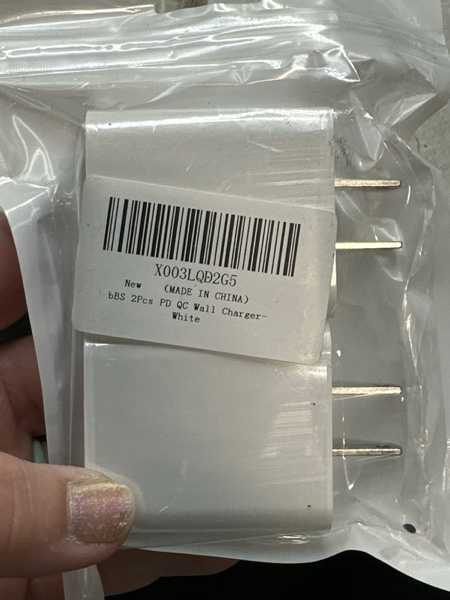 X003LQD2G5
New (MADE IN CHINA)
bBS 2Pcs PD QC Wall Charger-
White